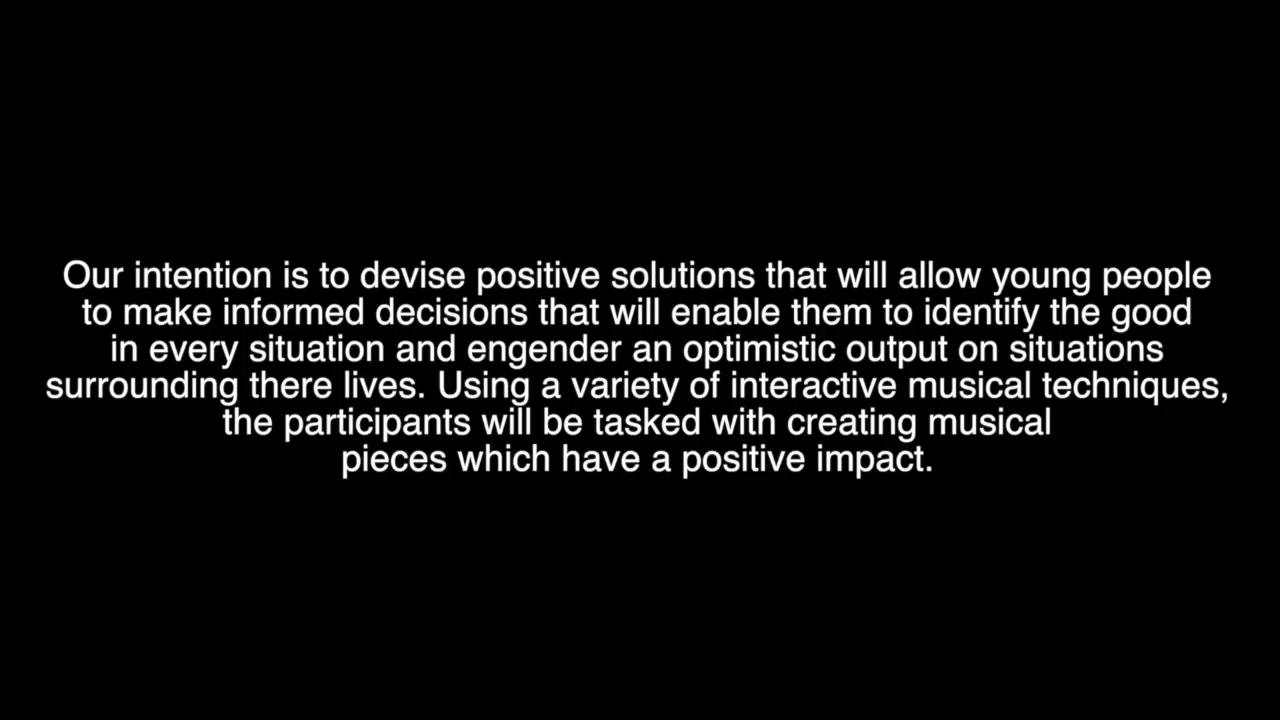 Our intention is to devise positive solutions that will allow young people
to make informed decisions that will enable them to identify the good
in every situation and engender an optimistic output on situations
surrounding there lives. Using a variety of interactive musical techniques,
the participants will be tasked with creating musical
pieces which have a positive impact.